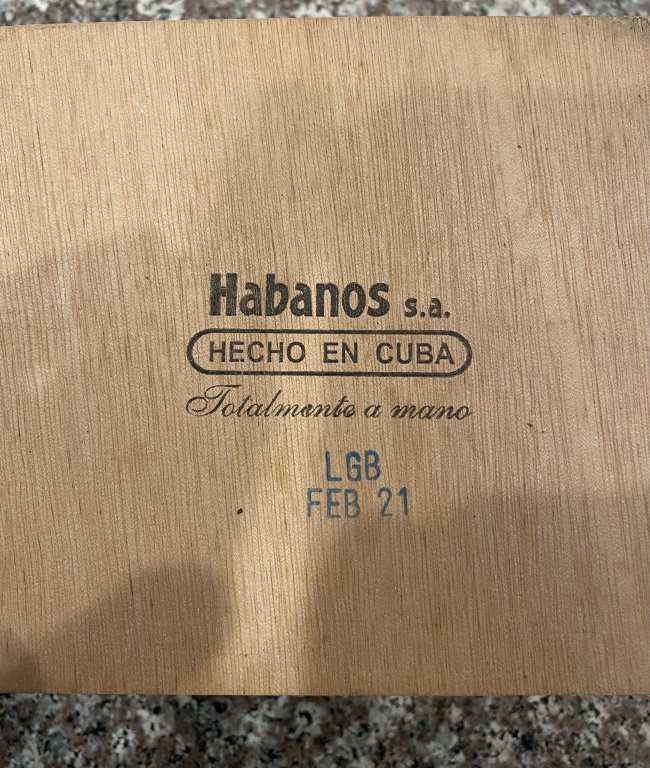 Habanos s.a.
HECHO EN CUBA
Totalmente a mano
LGB
FEB 21